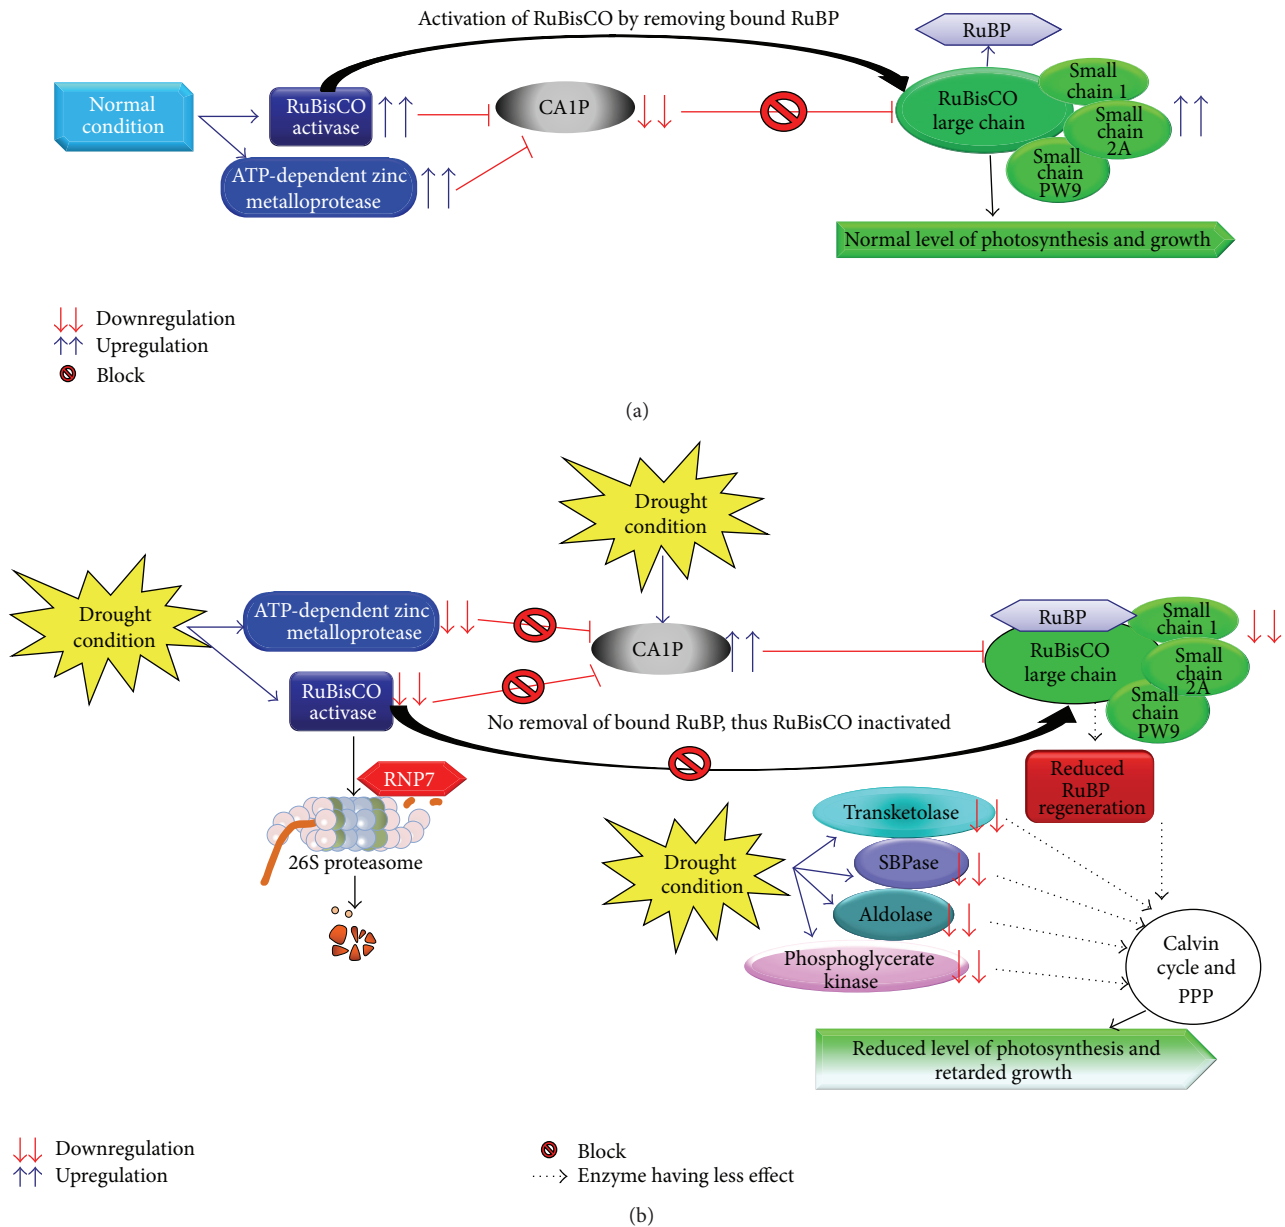 Activation of RuBisCO by removing bound RuBP
RuBP
Normal
condition
RuBisCO
activase
CA1P
RuBisCO
large chain
Small
chain 1
Small
chain
2A
Small
chain
PW9
ATP-dependent zinc
metalloprotease
Normal level of photosynthesis and growth
Downregulation
Upregulation
Block
(a)
Drought
condition
Drought
condition
ATP-dependent zinc
metalloprotease
CA1P
RuBP
Small
chain 1
RuBisCO
large chain
Small
chain
2A
Small
chain
PW9
RuBisCO
activase
No removal of bound RuBP, thus RuBisCO inactivated
RNP7
26S proteasome
Reduced
RuBP
regeneration
Drought
condition
Transketolase
SBPase
Aldolase
Phosphoglycerate
kinase
Calvin
cycle and
PPP
Reduced level of photosynthesis and
retarded growth
Downregulation
Upregulation
Block
Enzyme having less effect
(b)